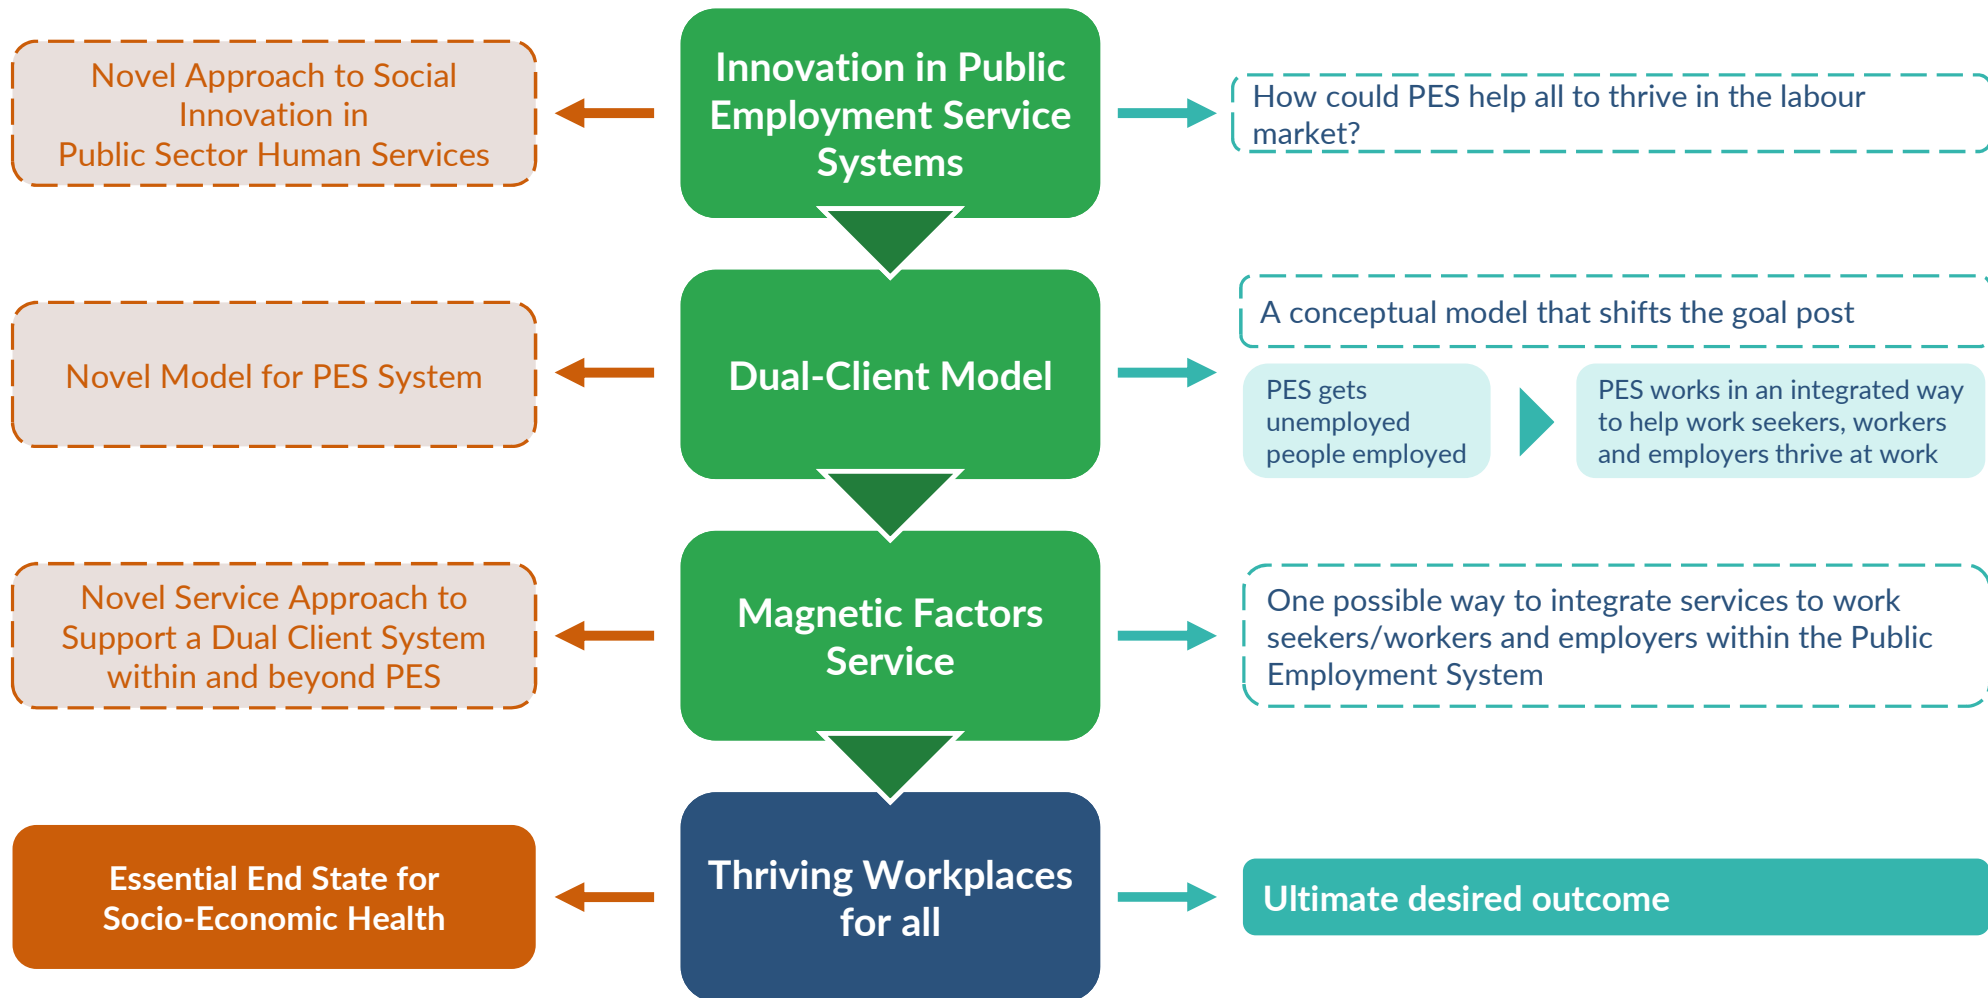 Novel Approach to Social
Innovation in
Public Sector Human Services
Innovation in Public
Employment Service
Systems
How could PES help all to thrive in the labour
market?
Novel Model for PES System
Dual-Client Model
A conceptual model that shifts the goal post
PES gets
unemployed
people employed
PES works in an integrated way
to help work seekers, workers
and employers thrive at work
Novel Service Approach to
Support a Dual Client System
within and beyond PES
Magnetic Factors
Service
One possible way to integrate services to work
seekers/workers and employers within the Public
Employment System
Essential End State for
Socio-Economic Health
Thriving Workplaces
for all
Ultimate desired outcome